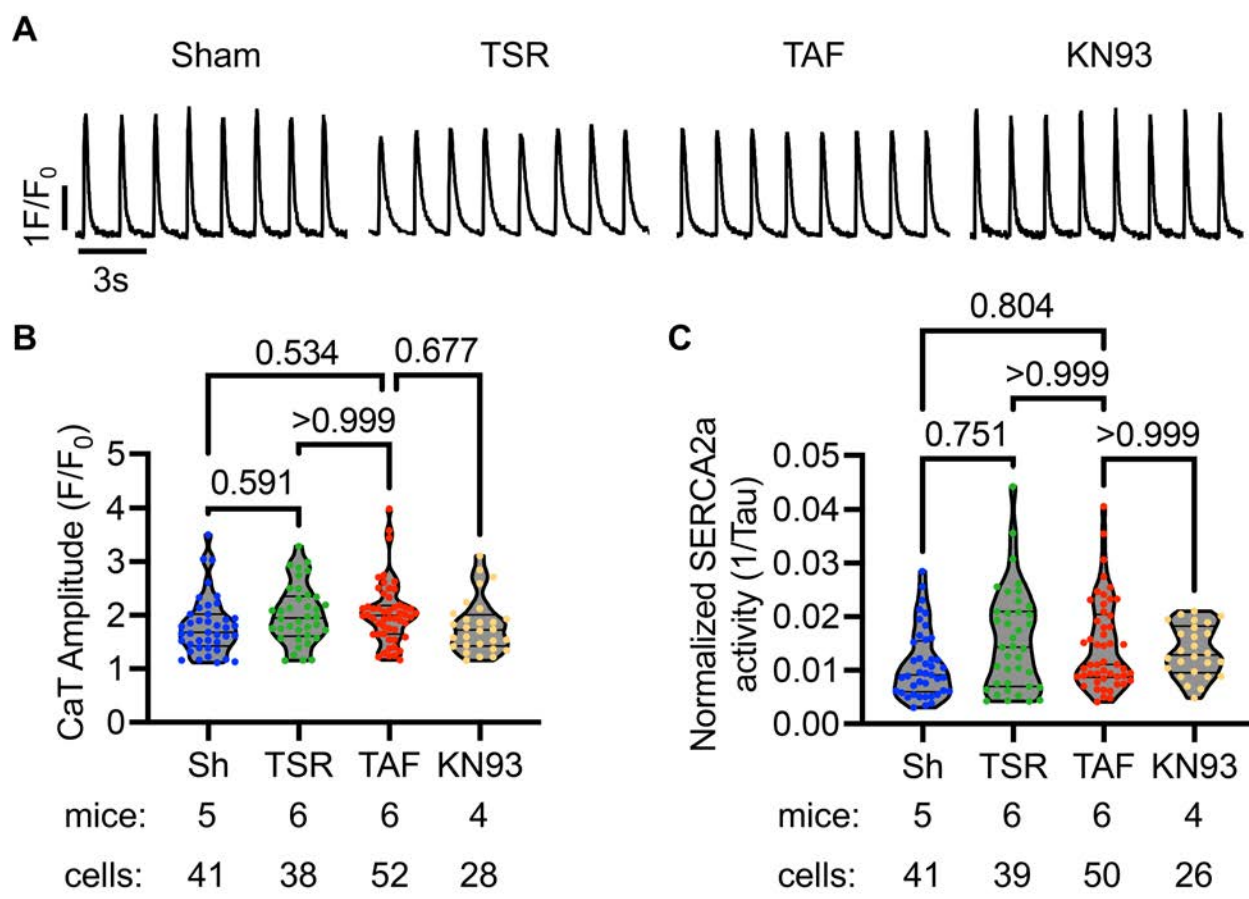 A
Sham TSR TAF KN93
1F/F0
3s
B
0.534 0.677
>0.999
0.591
CaT Amplitude (F/F0)
5
4
3
2
1
0
Sh TSR TAF KN93
mice: 5 6 6 4
cells: 41 38 52 28
C
0.804
>0.999
0.751 >0.999
Normalized SERCA2a
activity (1/Tau)
0.05
0.04
0.03
0.02
0.01
0.00
Sh TSR TAF KN93
mice: 5 6 6 4
cells: 41 39 50 26